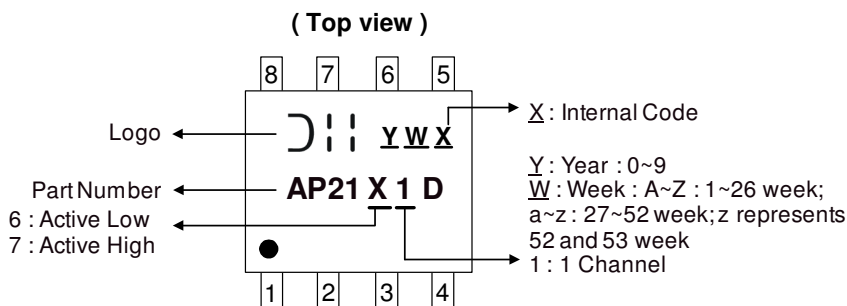 ( Top view )
8 7 6 5
Logo
Y W X
X : Internal Code
Part Number
AP21 X 1 D
6 : Active Low
7 : Active High
Y : Year : 0~9
W : Week : A~Z : 1~26 week;
a~z : 27~52 week; z represents
52 and 53 week
1 : 1 Channel
1 2 3 4